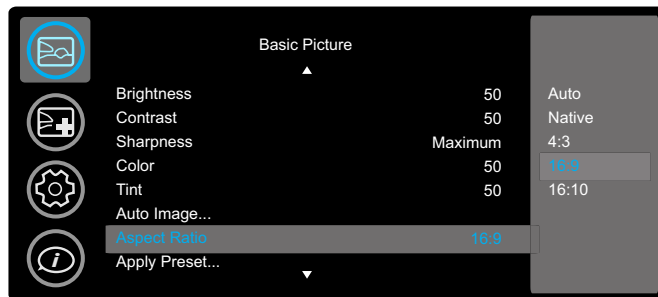 Basic Picture
Brightness 50
Contrast 50
Sharpness Maximum
Color 50
Tint 50
Auto Image...
Aspect Ratio 16:9
Apply Preset...
Auto
Native
4:3
16:9
16:10